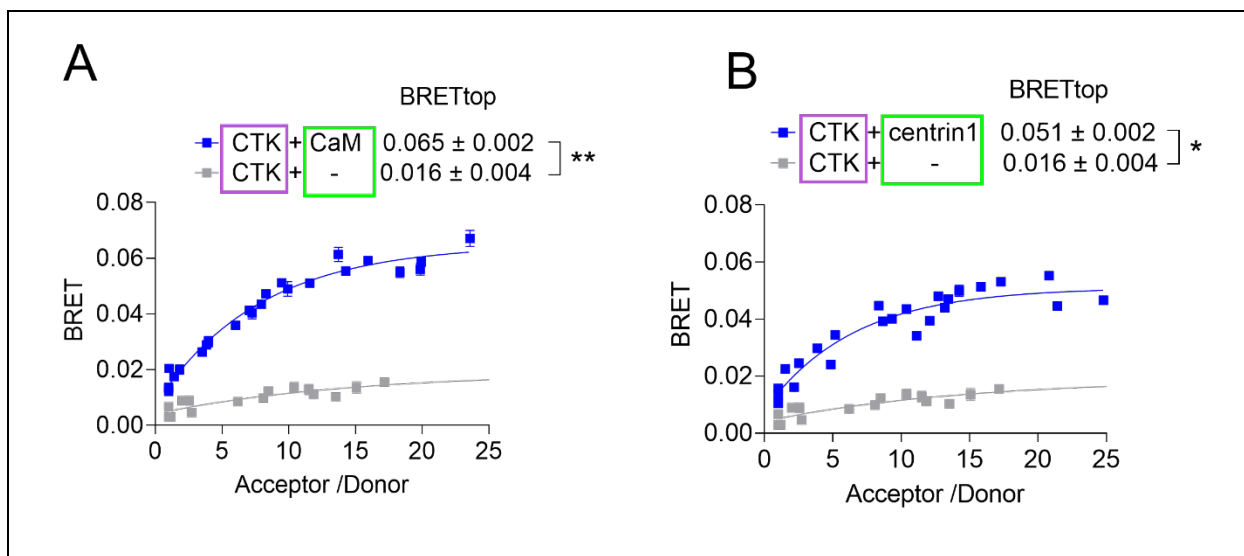 A
BRETtop
CTK + CaM 0.065 ± 0.002
CTK + - 0.016 ± 0.004
**
0.08
0.06
0.04
0.02
0.00
BRET
0 5 10 15 20 25
Acceptor /Donor
B
BRETtop
CTK + centrin1 0.051 ± 0.002
CTK + - 0.016 ± 0.004
*
0.08
0.06
0.04
0.02
0.00
BRET
0 5 10 15 20 25
Acceptor /Donor